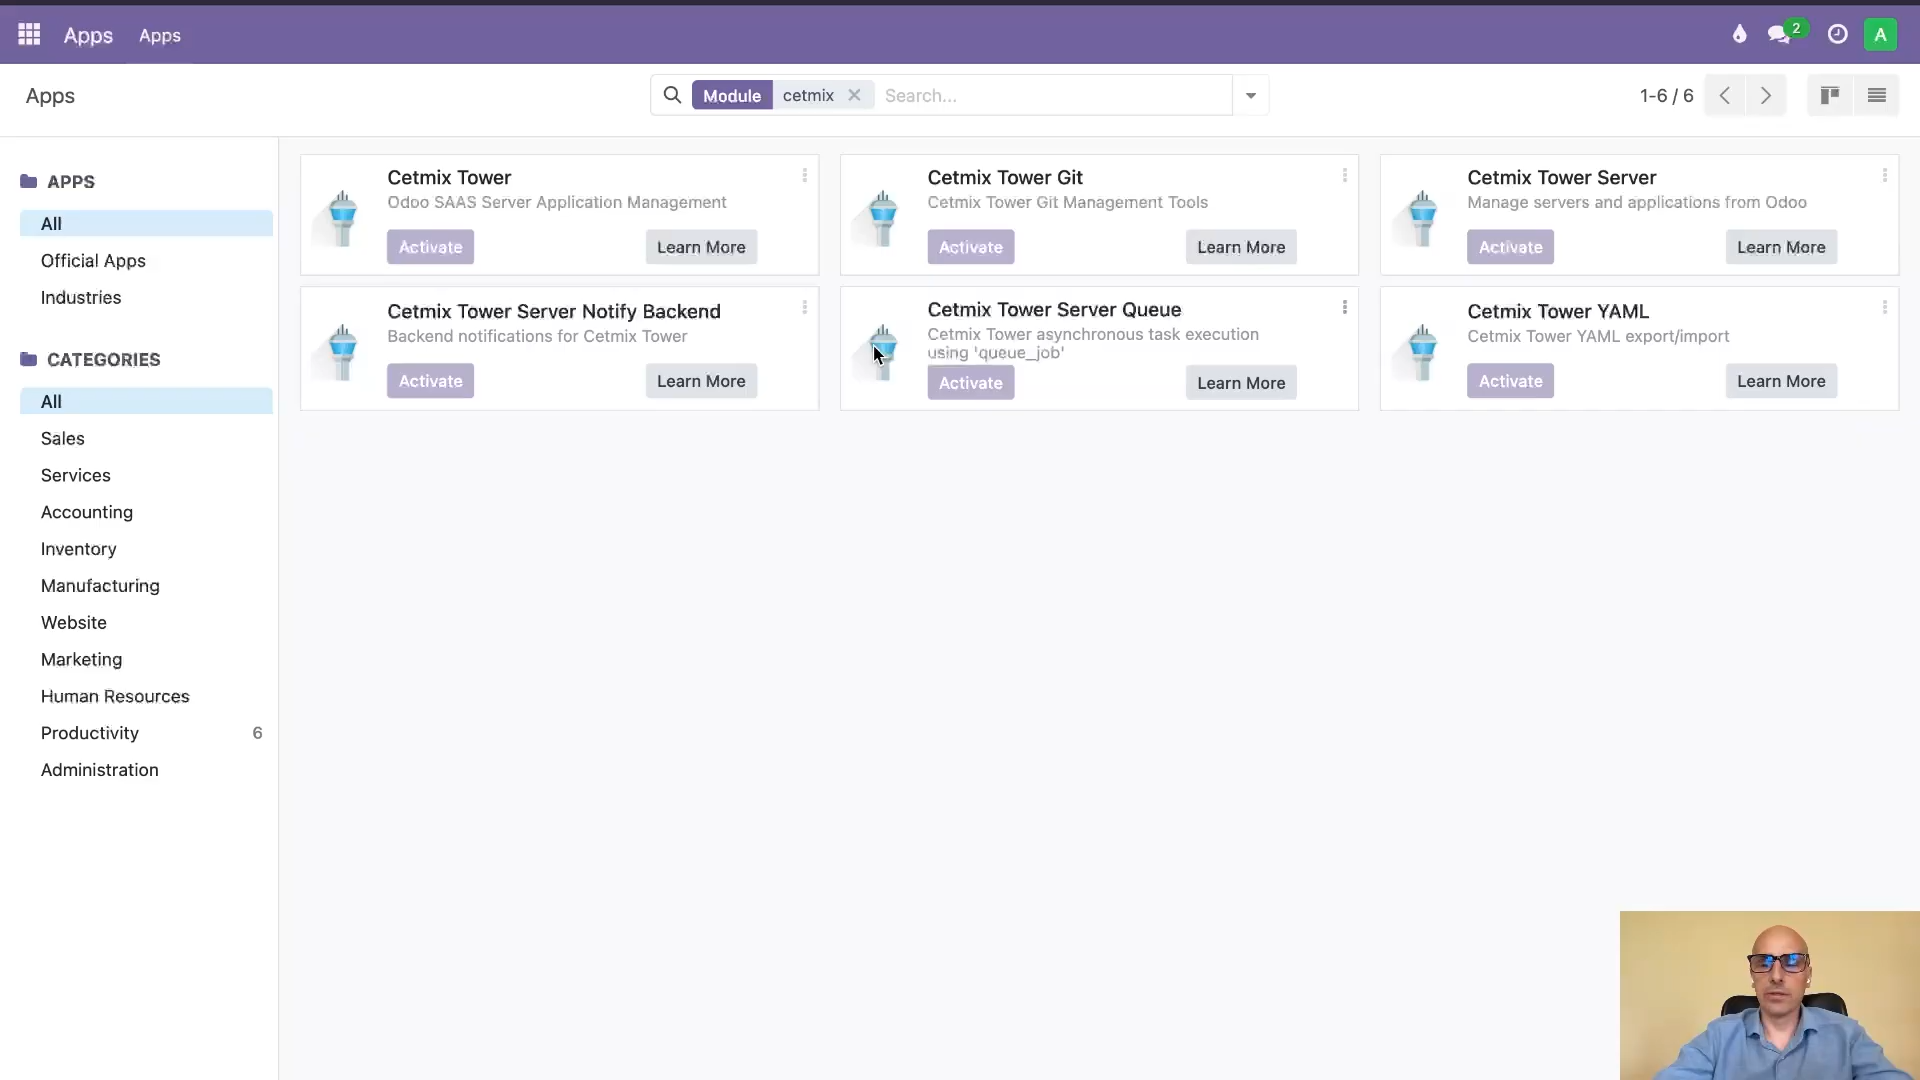 Apps Apps 2 A
Apps Module cetmix Search... 1-6 / 6
APPS
All
Official Apps
Industries
CATEGORIES
All
Sales
Services
Accounting
Inventory
Manufacturing
Website
Marketing
Human Resources
Productivity 6
Administration
Cetmix Tower
Odoo SAAS Server Application Management
Activate Learn More
Cetmix Tower Git
Cetmix Tower Git Management Tools
Activate Learn More
Cetmix Tower Server
Manage servers and applications from Odoo
Activate Learn More
Cetmix Tower Server Notify Backend
Backend notifications for Cetmix Tower
Activate Learn More
Cetmix Tower Server Queue
Cetmix Tower asynchronous task execution
using 'queue_job'
Activate Learn More
Cetmix Tower YAML
Cetmix Tower YAML export/import
Activate Learn More